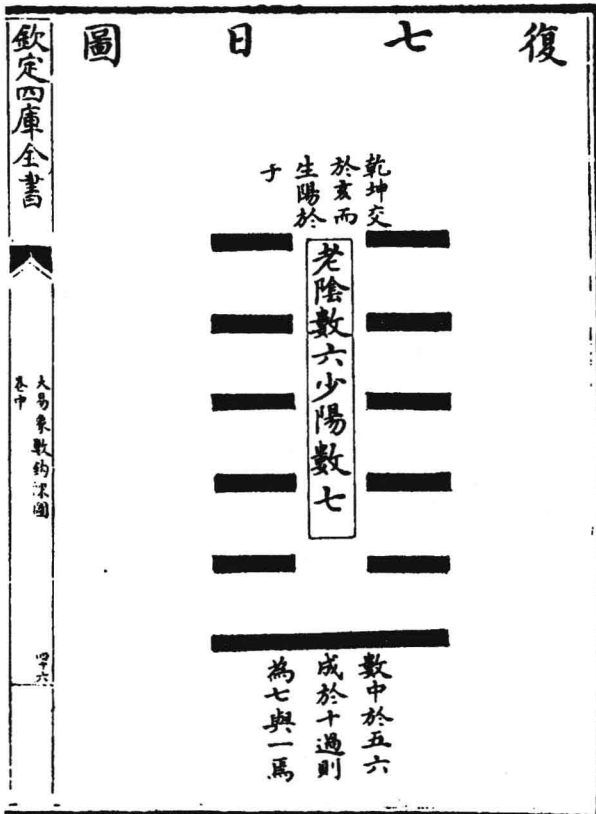 復七日圖
乾坤交
於亥而
生陽於
子
老陰數六少陽數七
數中於五六
成於十過則
為七與一焉
欽定四庫全書
大易象數鈎深圖
卷中
四十六